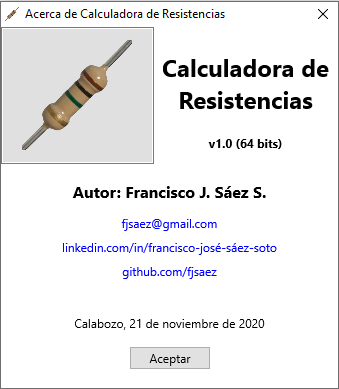 Acerca de Calculadora de Resistencias
Calculadora de
Resistencias
v1.0 (64 bits)
Autor: Francisco J. Sáez S.
fjsaez@gmail.com
linkedin.com/in/francisco-josé-sáez-soto
github.com/fjsaez
Calabozo, 21 de noviembre de 2020
Aceptar